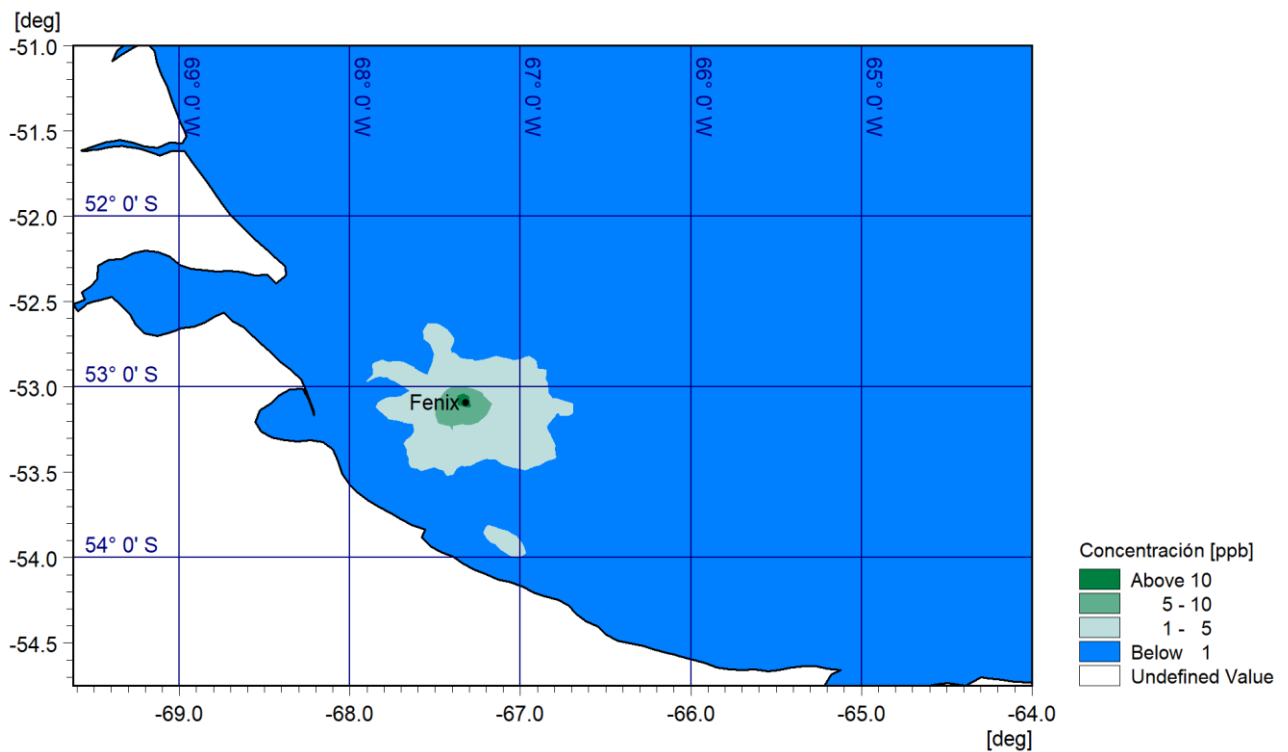 [deg]
-51.0
-51.5
-52.0
-52.5
-53.0
-53.5
-54.0
-54.5
69° 0' W
68° 0' W
67° 0' W
66° 0' W
65° 0' W
52° 0' S
53° 0' S
Fenix
54° 0' S
-69.0 -68.0 -67.0 -66.0 -65.0 -64.0
[deg]
Concentración [ppb]
Above 10
5 - 10
1 - 5
Below 1
Undefined Value